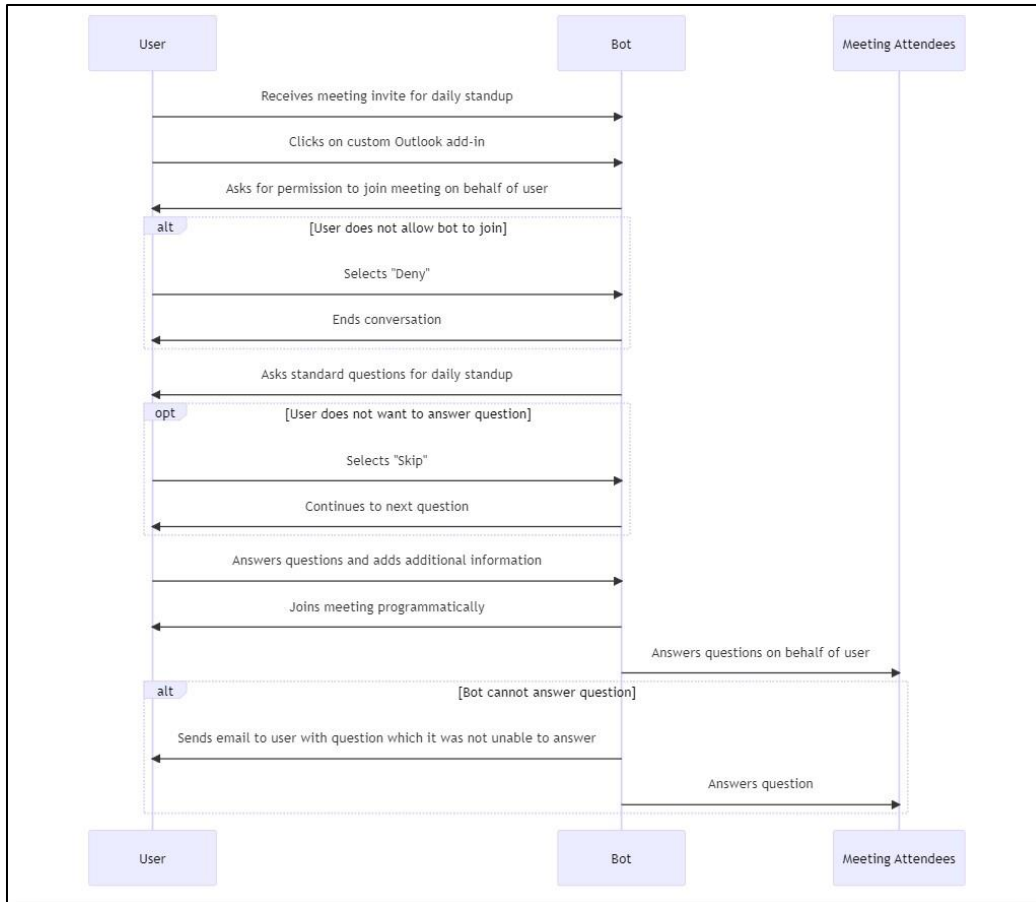 User
Bot
Meeting Attendees
Receives meeting invite for daily standup
Clicks on custom Outlook add-in
Asks for permission to join meeting on behalf of user
alt
[User does not allow bot to join]
Selects "Deny"
Ends conversation
Asks standard questions for daily standup
opt
[User does not want to answer question]
Selects "Skip"
Continues to next question
Answers questions and adds additional information
Joins meeting programmatically
Answers questions on behalf of user
alt
[Bot cannot answer question]
Sends email to user with question which it was not unable to answer
Answers question
User
Bot
Meeting Attendees